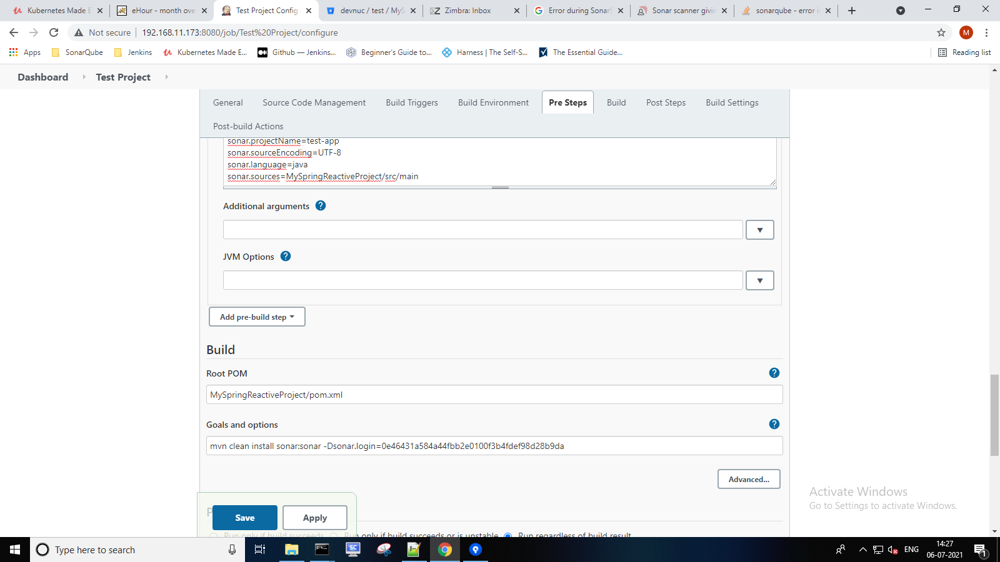 Kubernetes Made E
eHour - month ove
Test Project Config
devnuc / test / MyS
Zimbra: Inbox
Error during SonarS
Sonar scanner givin
sonarqube - error i
Not secure
192.168.11.173:8080/job/Test%20Project/configure
M
Apps
SonarQube
Jenkins
Kubernetes Made E...
Github — Jenkins...
Beginner's Guide to...
Harness | The Self-S...
The Essential Guide...
Reading list
Dashboard
Test Project
General
Source Code Management
Build Triggers
Build Environment
Pre Steps
Build
Post Steps
Build Settings
Post-build Actions
sonar.projectName=test-app
sonar.sourceEncoding=UTF-8
sonar.language=java
sonar.sources=MySpringReactiveProject/src/main
Additional arguments ?
JVM Options ?
Add pre-build step
Build
Root POM ?
MySpringReactiveProject/pom.xml
Goals and options ?
mvn clean install sonar:sonar -Dsonar.login=0e46431a584a44fbb2e0100f3b4fdef98d28b9da
Advanced...
Activate Windows
Go to Settings to activate Windows.
Save
Apply
Run only if build succeeds
Run only if build succeeds or is unstable
Run regardless of build result
Type here to search
SC
ENG
14:27
06-07-2021
1